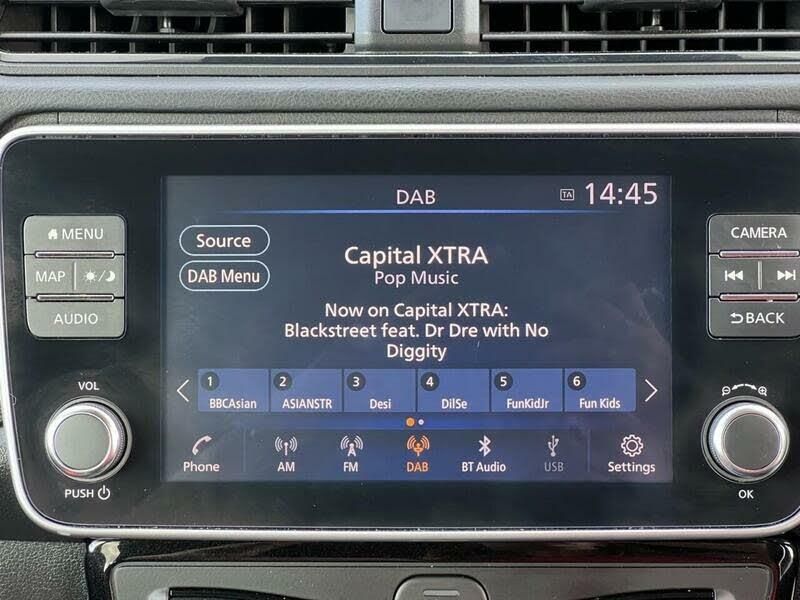 DAB
TA 14:45
MENU
CAMERA
Source
Capital XTRA
MAP
DAB Menu
Pop Music
AUDIO
BACK
Now on Capital XTRA:
Blackstreet feat. Dr Dre with No
Diggity
1 2 3 4 5 6
BBCAsian ASIANSTR Desi DilSe FunKidJr Fun Kids
VOL
Phone AM FM DAB BT Audio USB Settings
PUSH
OK